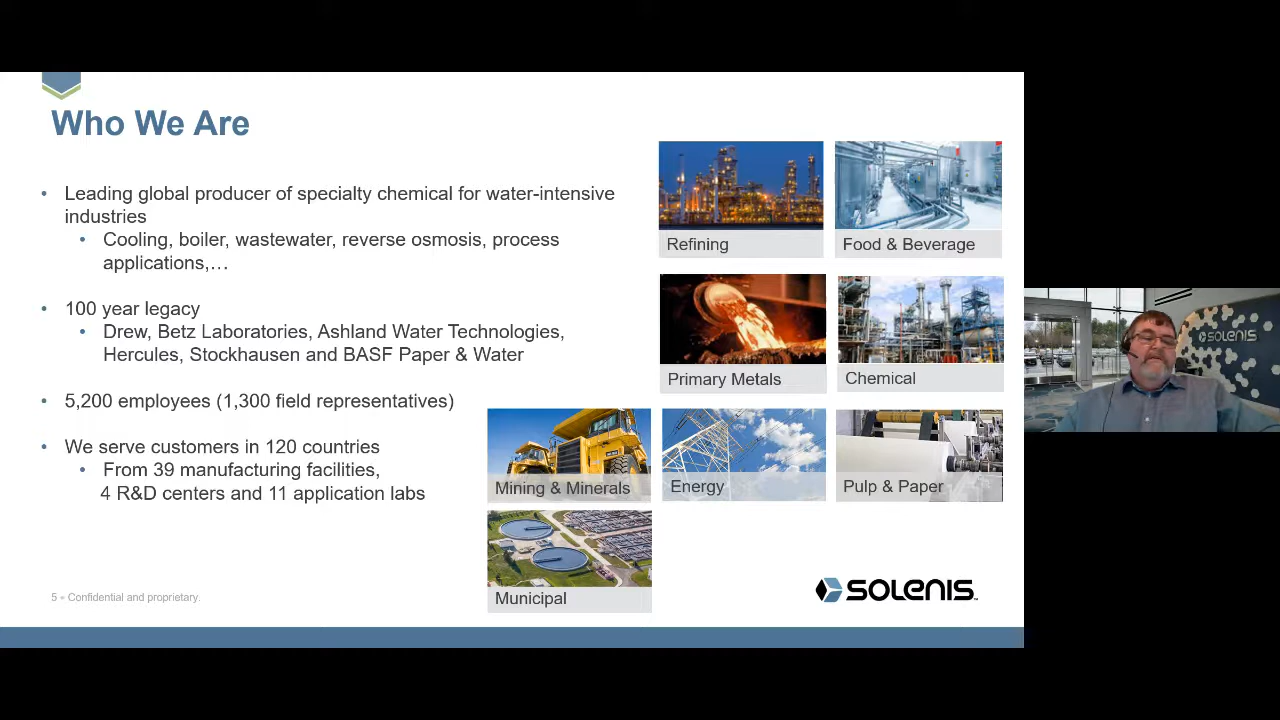 Who We Are
• Leading global producer of specialty chemical for water-intensive
industries
• Cooling, boiler, wastewater, reverse osmosis, process
applications,…
• 100 year legacy
• Drew, Betz Laboratories, Ashland Water Technologies,
Hercules, Stockhausen and BASF Paper & Water
• 5,200 employees (1,300 field representatives)
• We serve customers in 120 countries
• From 39 manufacturing facilities,
4 R&D centers and 11 application labs
Refining
Food & Beverage
Primary Metals
Chemical
Mining & Minerals
Energy
Pulp & Paper
Municipal
5 • Confidential and proprietary.
SOLENIS™
SOLENIS